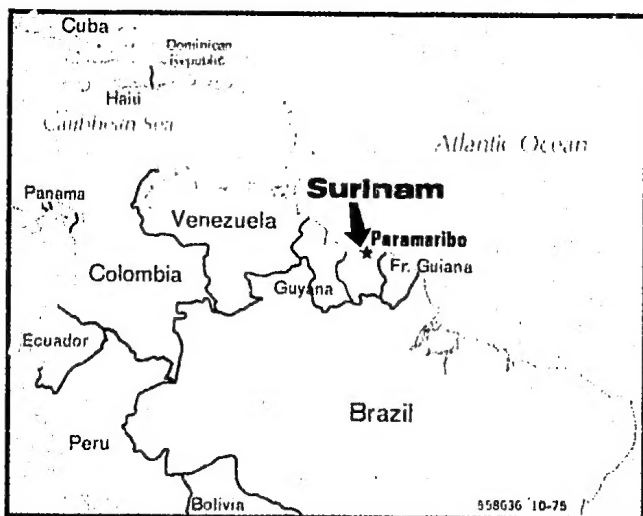 Cuba
Dominican
Republic
Haiti
Caribbean Sea
Atlantic Ocean
Surinam
Panama
Venezuela
Paramaribo
Colombia
Guyana
Fr. Guiana
Ecuador
Brazil
Peru
Bolivia
558636 10-75